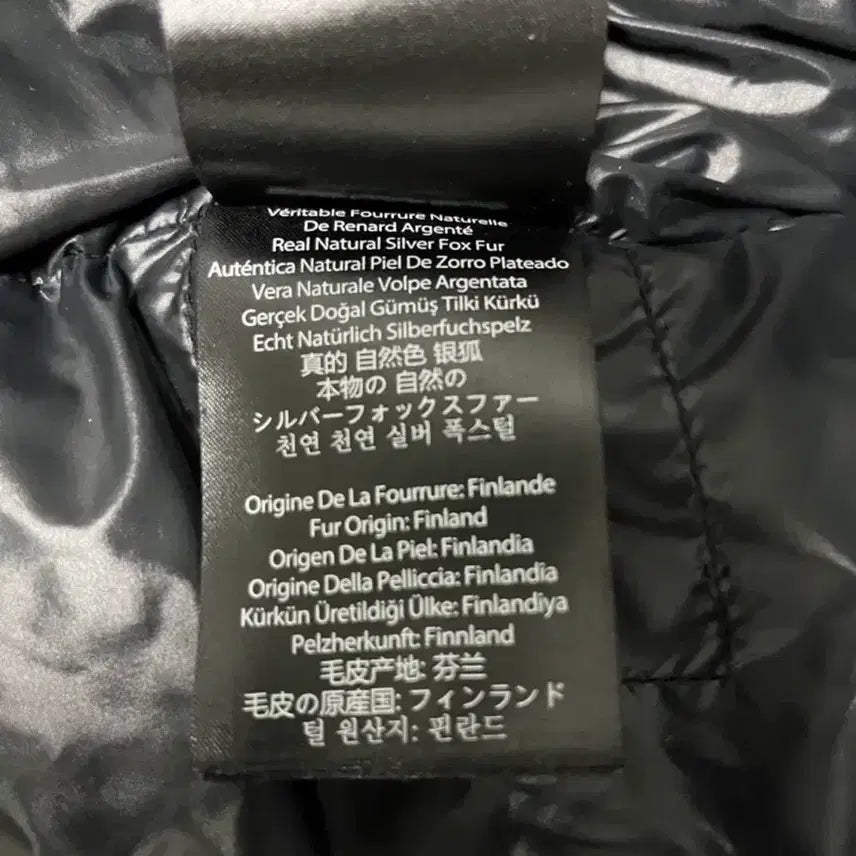 Véritable Fourrure Naturelle
De Renard Argenté
Real Natural Silver Fox Fur
Auténtica Natural Piel De Zorro Plateado
Vera Naturale Volpe Argentata
Gerçek Doğal Gümüş Tilki Kürkü
Echt Natürlich Silberfuchspelz
真的 自然色 银狐
本物の 自然の
シルバーフォックスファー
천연 천연 실버 폭스털
Origine De La Fourrure: Finlande
Fur Origin: Finland
Origen De La Piel: Finlandia
Origine Della Pelliccia: Finlandia
Kürkün Üretildiği Ülke: Finlandiya
Pelzherkunft: Finnland
毛皮产地: 芬兰
毛皮の原産国: フィンランド
털 원산지: 핀란드